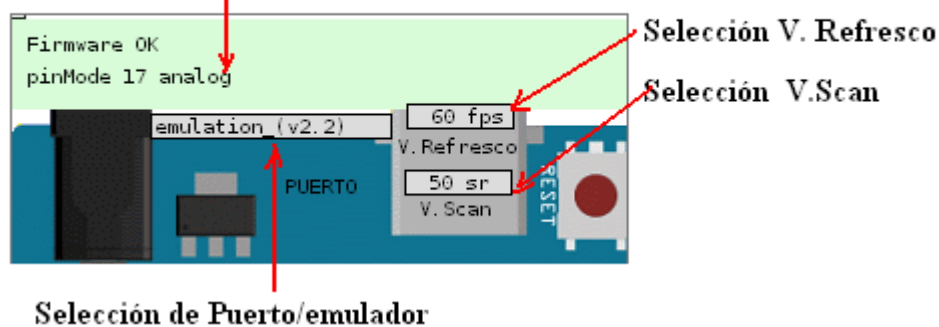 Selección V. Refresco
Firmware OK
pinMode 17 analog
Selección V.Scan
60 fps
emulation_(v2.2)
V.Refresco
PUERTO
50 sr
V.Scan
RESET
Selección de Puerto/emulador